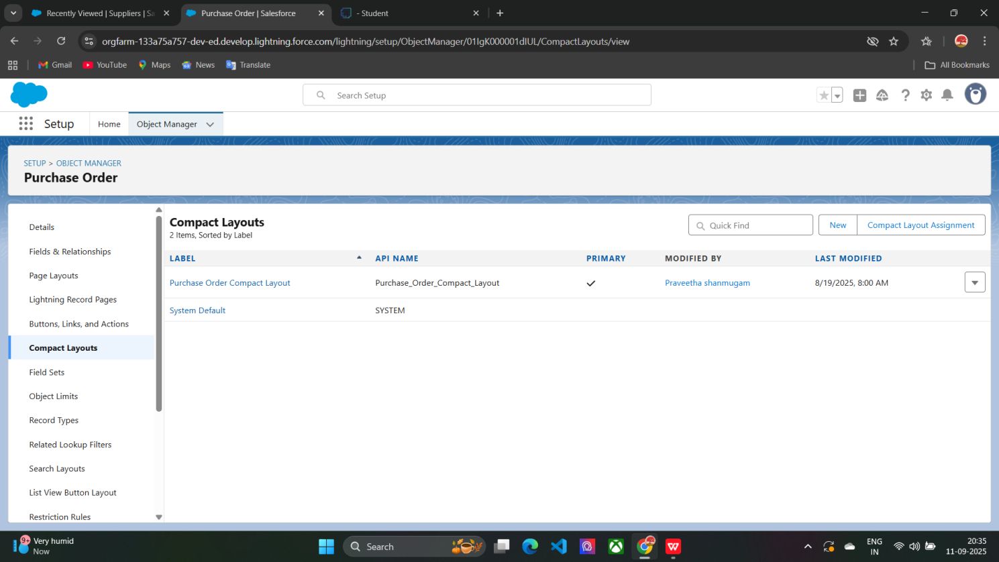 Recently Viewed | Suppliers | Sa
Purchase Order | Salesforce
- Student
orgfarm-133a75a757-dev-ed.develop.lightning.force.com/lightning/setup/ObjectManager/01IgK000001dIUL/CompactLayouts/view
Gmail
YouTube
Maps
News
Translate
All Bookmarks
Search Setup
Setup
Home
Object Manager
SETUP > OBJECT MANAGER
Purchase Order
Details
Fields & Relationships
Page Layouts
Lightning Record Pages
Buttons, Links, and Actions
Compact Layouts
Field Sets
Object Limits
Record Types
Related Lookup Filters
Search Layouts
List View Button Layout
Restriction Rules
Compact Layouts
2 Items, Sorted by Label
Quick Find
New
Compact Layout Assignment
LABEL API NAME PRIMARY MODIFIED BY LAST MODIFIED
Purchase Order Compact Layout Purchase_Order_Compact_Layout Praveetha shanmugam 8/19/2025, 8:00 AM
System Default SYSTEM
9+
Very humid
Now
Search
ENG
IN
20:35
11-09-2025